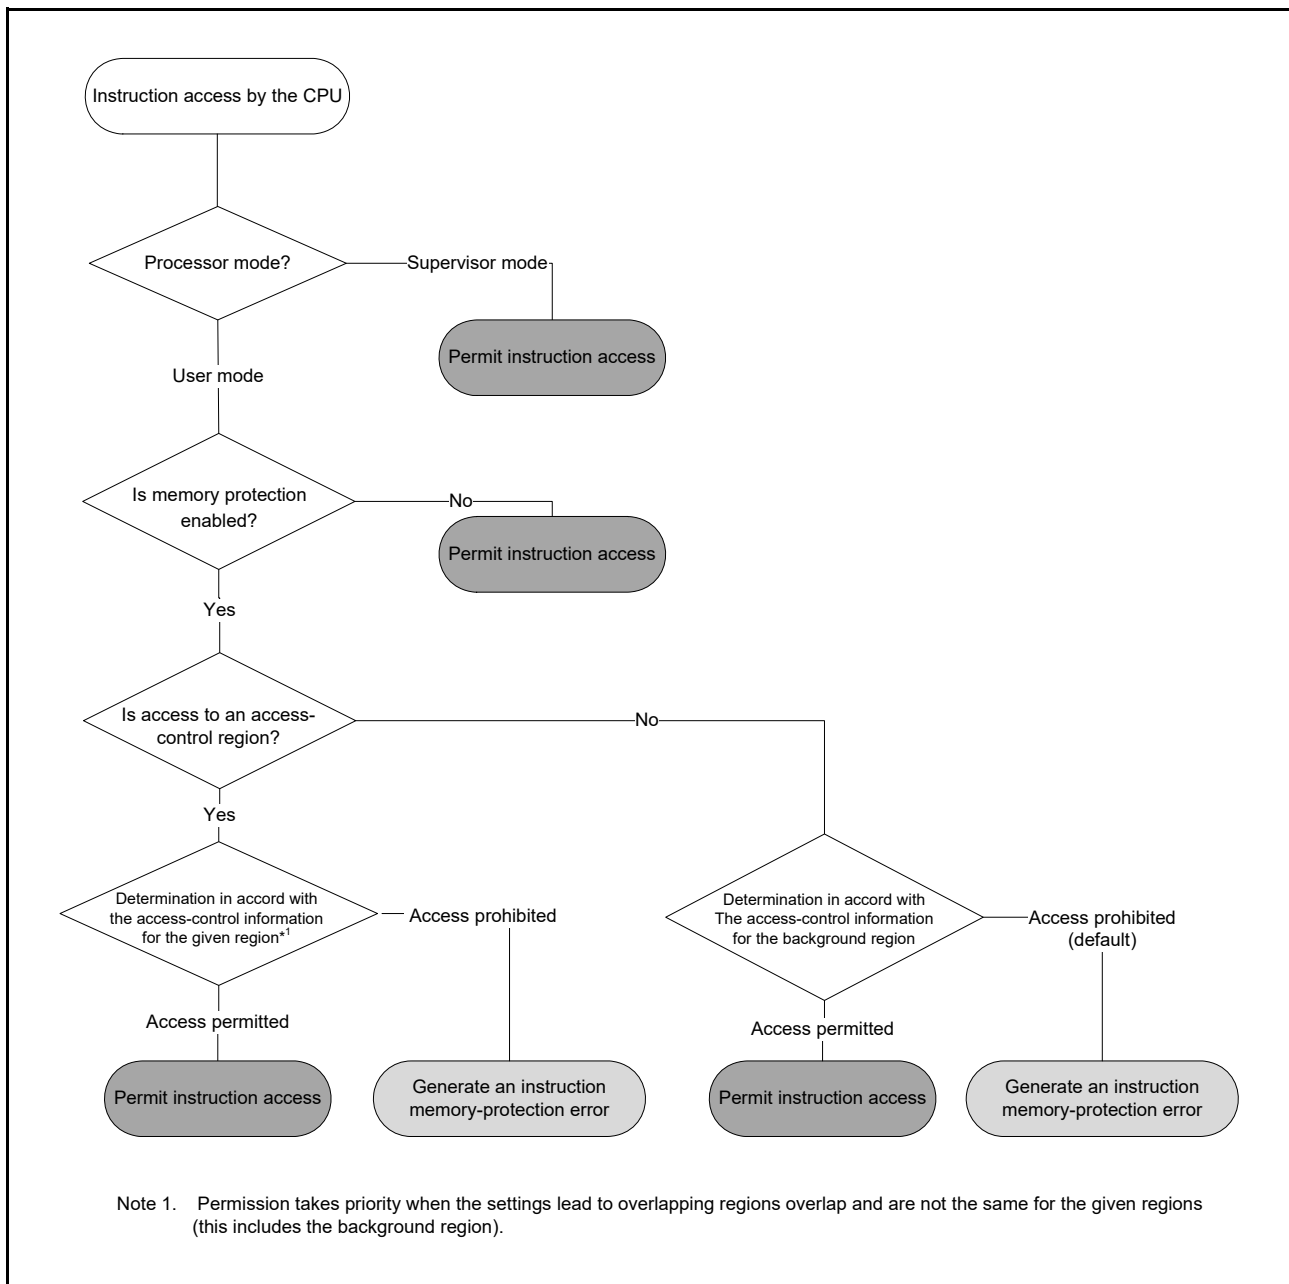 Instruction access by the CPU
Processor mode?
Supervisor mode
Permit instruction access
User mode
Is memory protection
enabled?
No
Permit instruction access
Yes
Is access to an access-
control region?
No
Yes
Determination in accord with
the access-control information
for the given region*1
Access prohibited
Determination in accord with
The access-control information
for the background region
Access prohibited
(default)
Access permitted
Access permitted
Permit instruction access
Generate an instruction
memory-protection error
Permit instruction access
Generate an instruction
memory-protection error
Note 1. Permission takes priority when the settings lead to overlapping regions overlap and are not the same for the given regions
(this includes the background region).